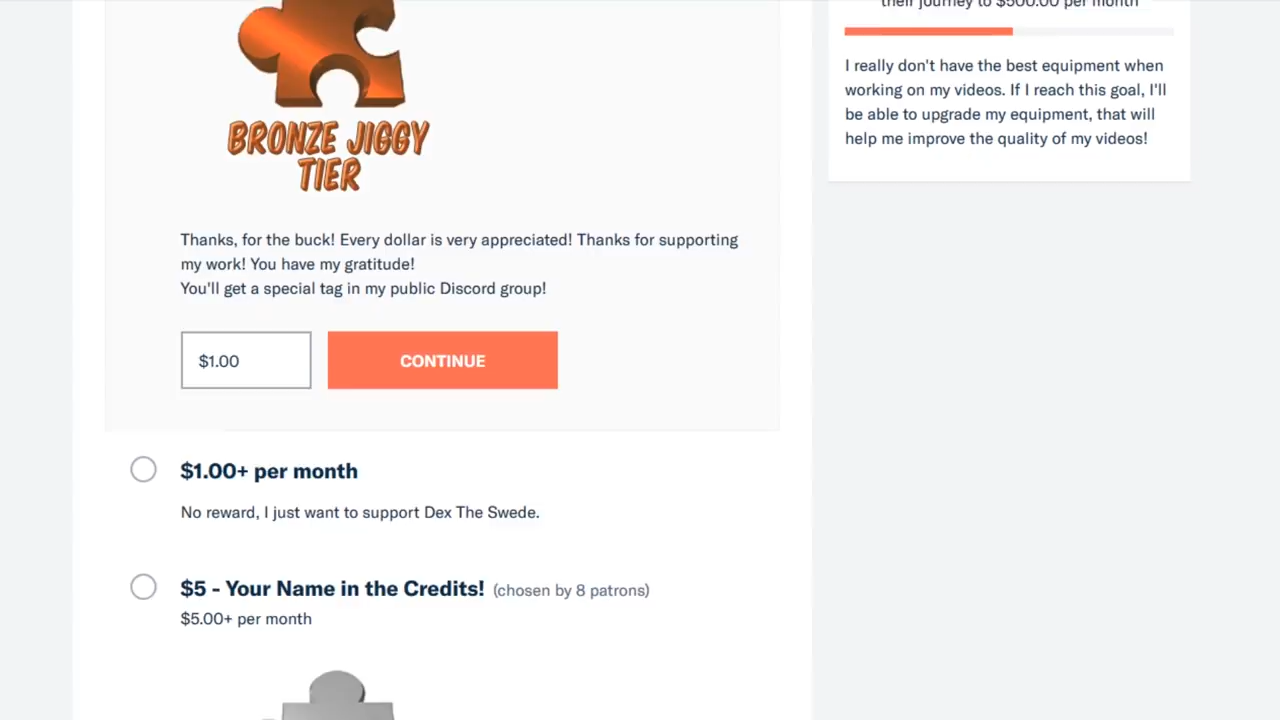 their journey to $500.00 per month
I really don't have the best equipment when
working on my videos. If I reach this goal, I'll
be able to upgrade my equipment, that will
help me improve the quality of my videos!
BRONZE JIGGY
TIER
Thanks, for the buck! Every dollar is very appreciated! Thanks for supporting
my work! You have my gratitude!
You'll get a special tag in my public Discord group!
$1.00
CONTINUE
$1.00+ per month
No reward, I just want to support Dex The Swede.
$5 - Your Name in the Credits! (chosen by 8 patrons)
$5.00+ per month